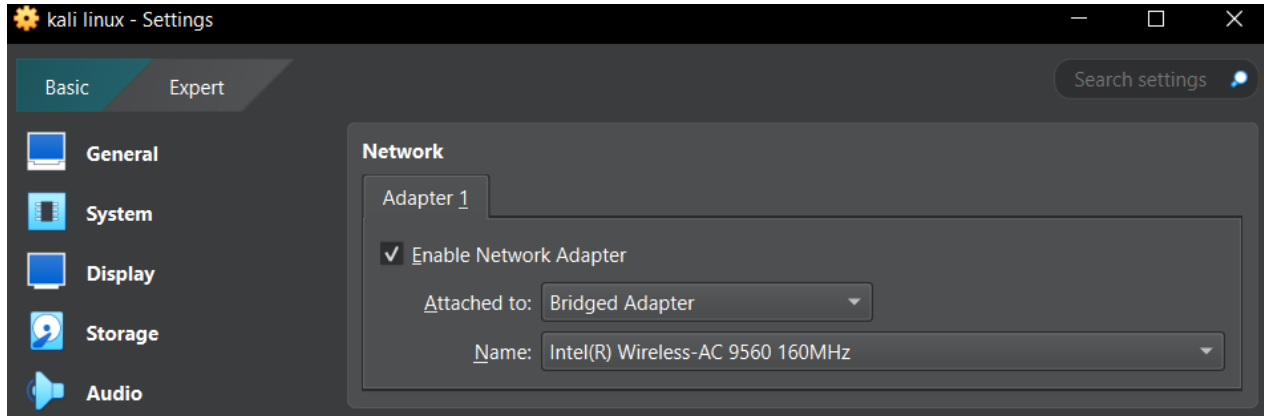 kali linux - Settings
Basic
Expert
Search settings
General
System
Display
Storage
Audio
Network
Adapter 1
Enable Network Adapter
Attached to: Bridged Adapter
Name: Intel(R) Wireless-AC 9560 160MHz